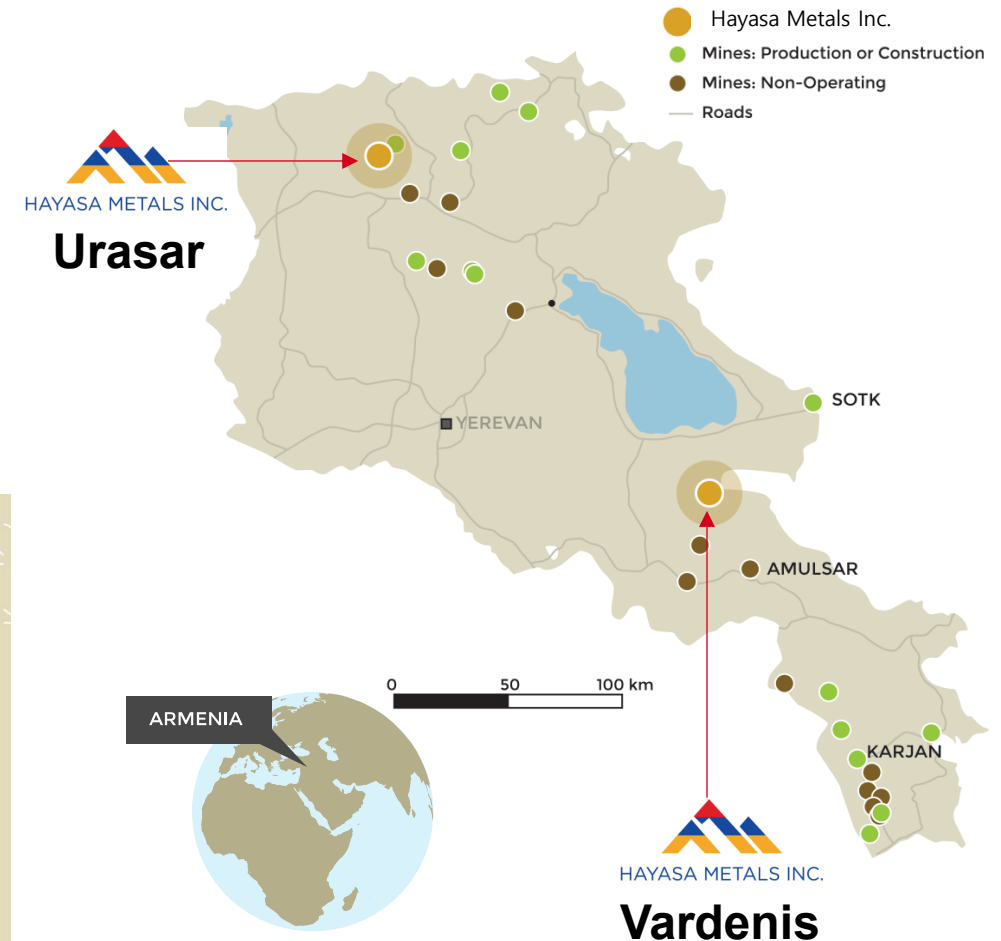 Hayasa Metals Inc.
Mines: Production or Construction
Mines: Non-Operating
Roads
HAYASA METALS INC.
Urasar
SOTK
YEREVAN
AMULSAR
0 50 100 km
ARMENIA
KARJAN
HAYASA METALS INC.
Vardenis